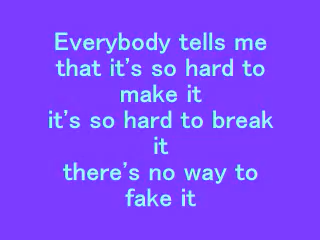 Everybody tells me
that it's so hard to
make it
it's so hard to break
it
there's no way to
fake it